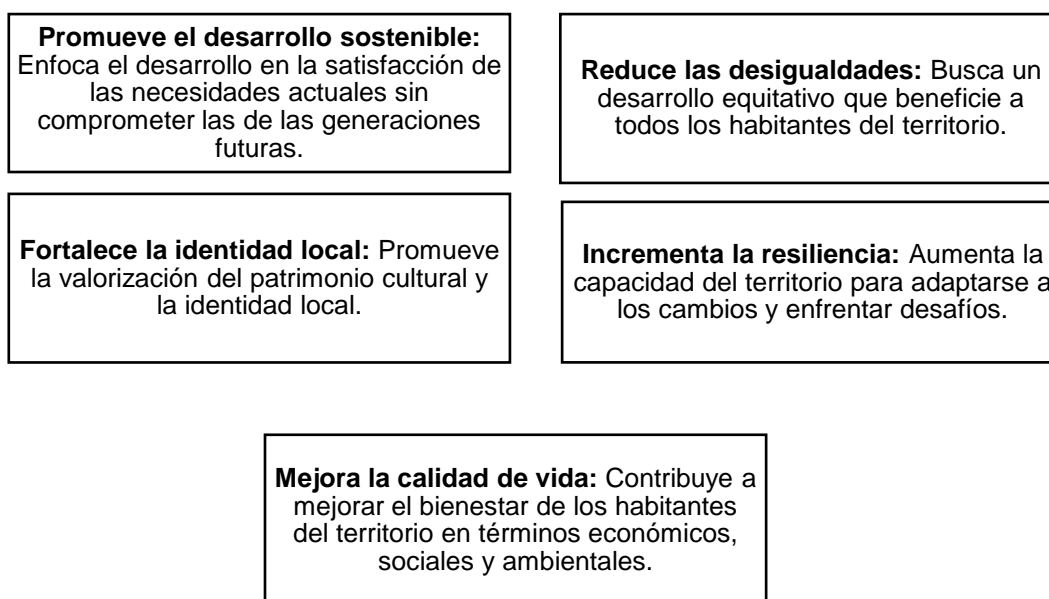 Promueve el desarrollo sostenible:
Enfoca el desarrollo en la satisfacción de
las necesidades actuales sin
comprometer las de las generaciones
futuras.
Reduce las desigualdades: Busca un
desarrollo equitativo que beneficie a
todos los habitantes del territorio.
Fortalece la identidad local: Promueve
la valorización del patrimonio cultural y
la identidad local.
Incrementa la resiliencia: Aumenta la
capacidad del territorio para adaptarse a
los cambios y enfrentar desafíos.
Mejora la calidad de vida: Contribuye a
mejorar el bienestar de los habitantes
del territorio en términos económicos,
sociales y ambientales.